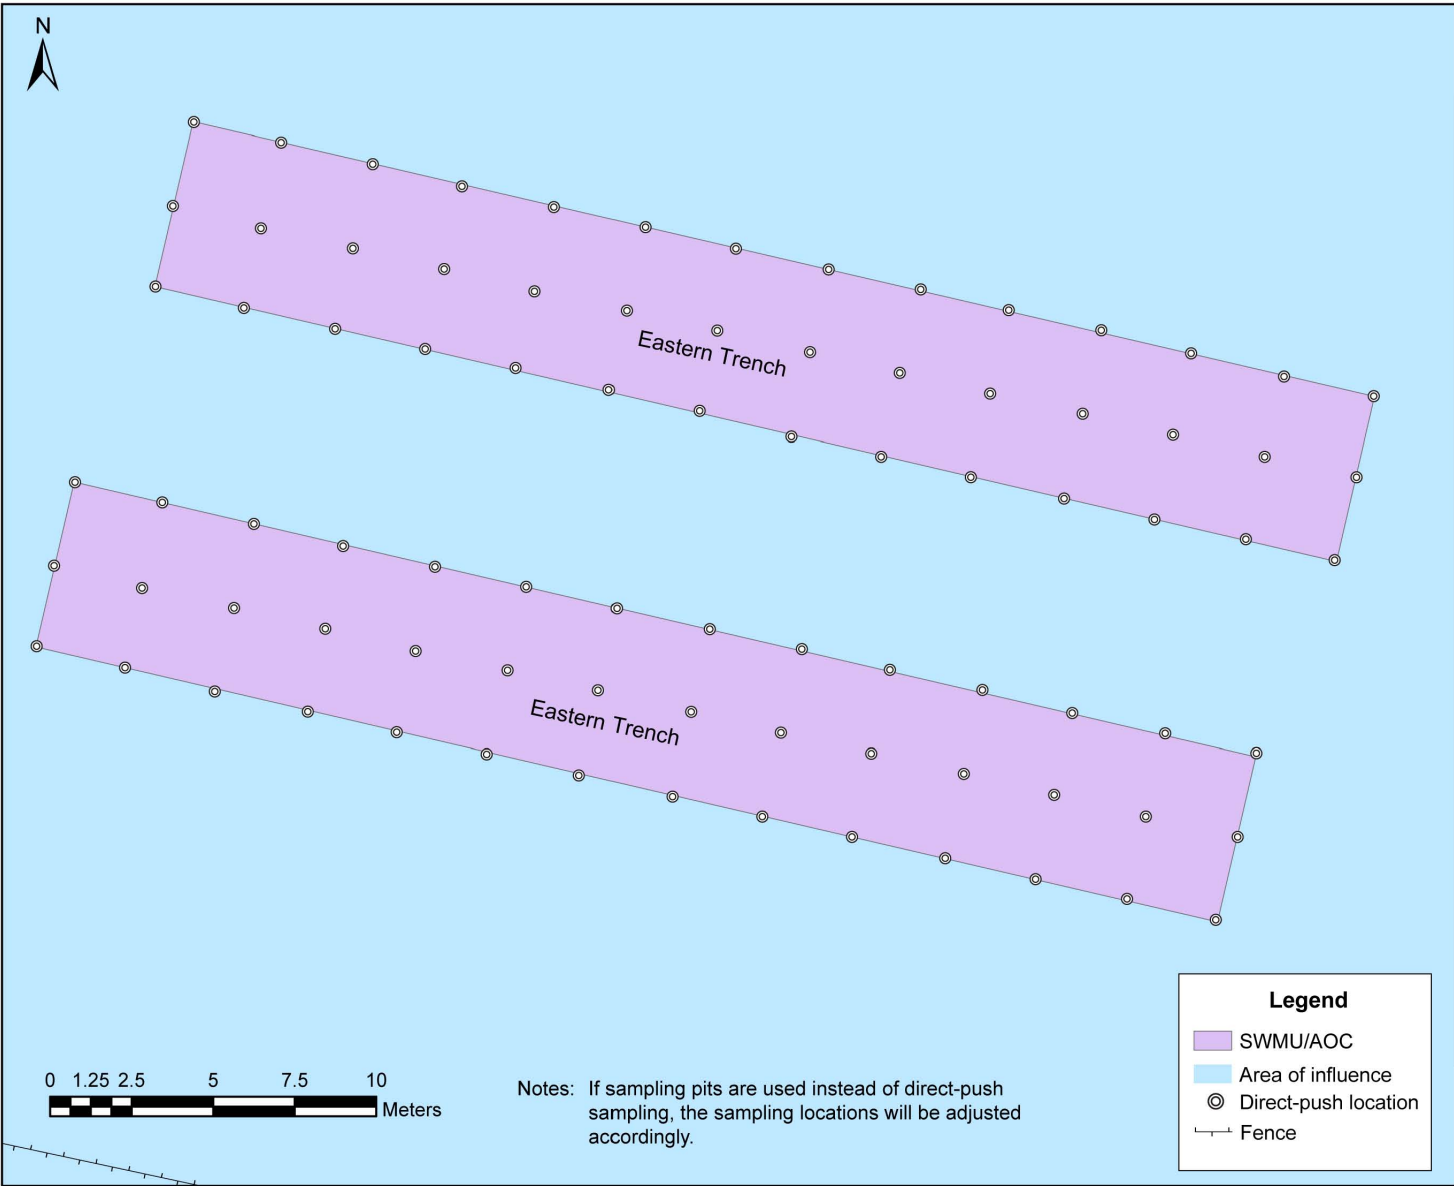 N
Eastern Trench
Eastern Trench
Legend
SWMU/AOC
Area of influence
Direct-push location
Fence
0 1.25 2.5 5 7.5 10
Meters
Notes: If sampling pits are used instead of direct-push
sampling, the sampling locations will be adjusted
accordingly.